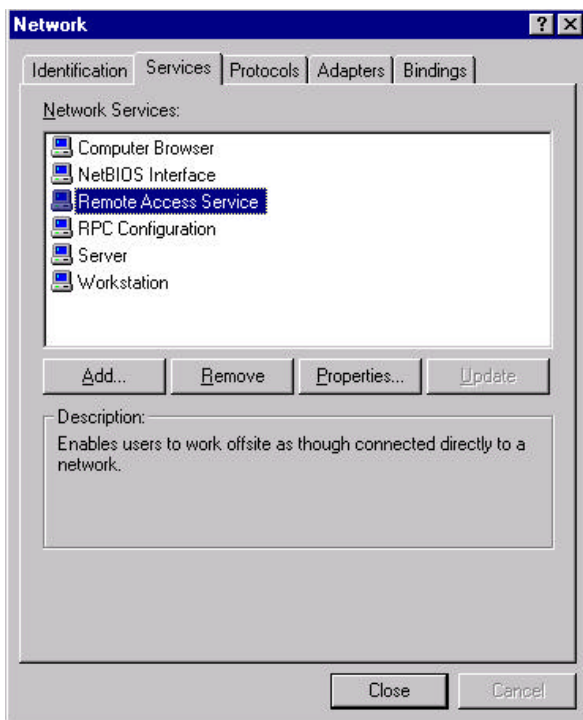 Network
Identification Services Protocols Adapters Bindings
Network Services:
Computer Browser
NetBIOS Interface
Remote Access Service
RPC Configuration
Server
Workstation
Add... Remove Properties... Update
Description:
Enables users to work offsite as though connected directly to a
network.
Close Cancel